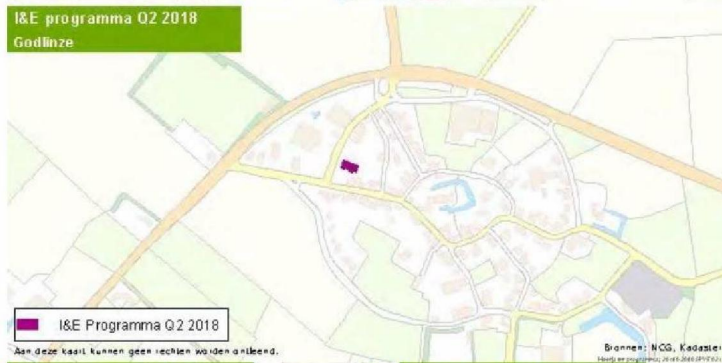 I&E programma Q2 2018
Godlinze
I&E Programma Q2 2018
Aan deze kaart kunnen geen rechten worden ontleend.
Bronnen: NCG, Kadaster